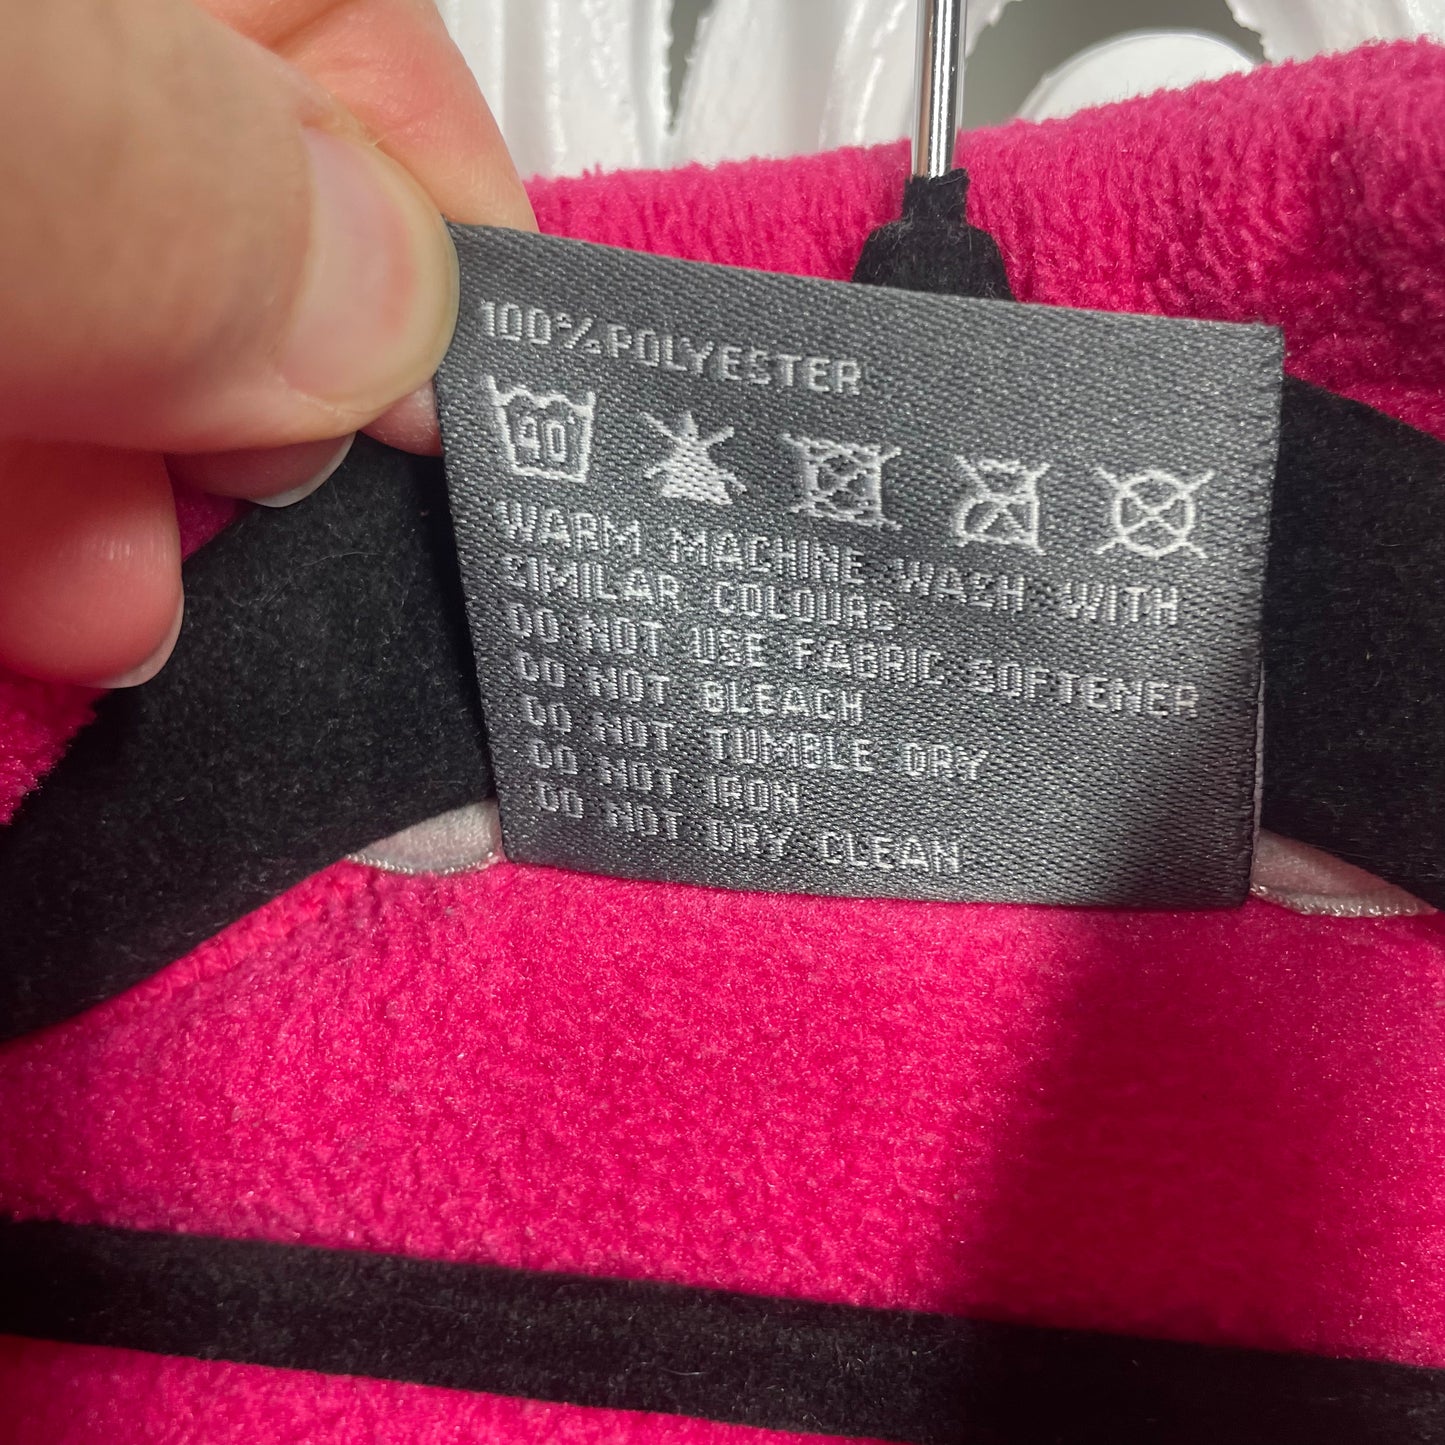 100%POLYESTER
40°
WARM MACHINE WASH WITH
SIMILAR COLOURS
DO NOT USE FABRIC SOFTENER
DO NOT BLEACH
DO NOT TUMBLE DRY
DO NOT IRON
DO NOT DRY CLEAN